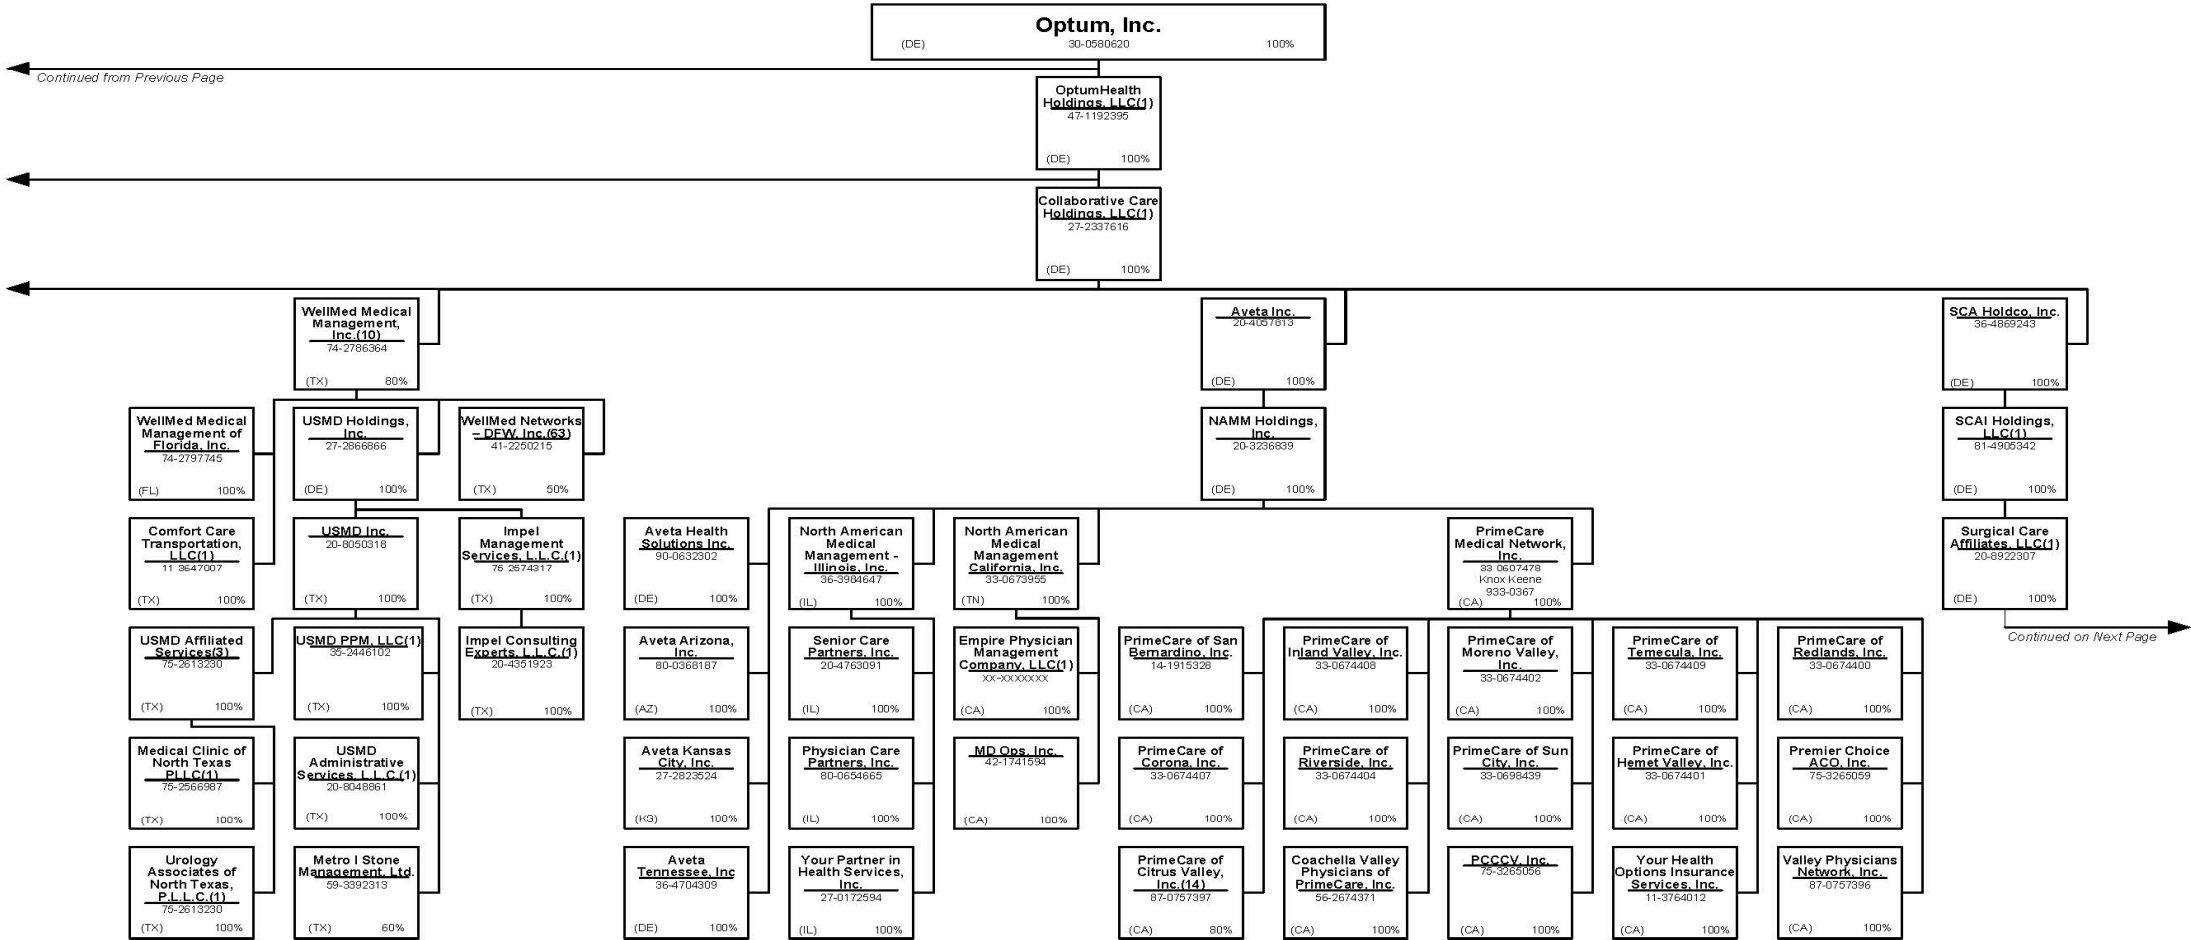 Optum, Inc.
(DE) 30-0580620 100%
Continued from Previous Page
OptumHealth
Holdings, LLC(1)
47-1192395
(DE) 100%
Collaborative Care
Holdings, LLC(1)
27-2337616
(DE) 100%
WellMed Medical
Management,
Inc.(10)
74-2786364
(TX) 80%
Aveta Inc.
20-4057813
(DE) 100%
SCA Holdco, Inc.
36-4869243
(DE) 100%
WellMed Medical
Management of
Florida, Inc.
74-2797745
(FL) 100%
USMD Holdings,
Inc.
27-2866866
(DE) 100%
WellMed Networks
– DFW, Inc.(63)
41-2250215
(TX) 50%
NAMM Holdings,
Inc.
20-3236839
(DE) 100%
SCAI Holdings,
LLC(1)
81-4905342
(DE) 100%
Comfort Care
Transportation,
LLC(1)
11 3647007
(TX) 100%
USMD Inc.
20-8050318
(TX) 100%
Impel
Management
Services, L.L.C.(1)
75 2574317
(TX) 100%
Aveta Health
Solutions Inc.
90-0632302
(DE) 100%
North American
Medical
Management -
Illinois, Inc.
36-3984647
(IL) 100%
North American
Medical
Management
California, Inc.
33-0673955
(TN) 100%
PrimeCare
Medical Network,
Inc.
33 0607478
Knox Keene
933-0367
(CA) 100%
Surgical Care
Affiliates, LLC(1)
20-8922307
(DE) 100%
Continued on Next Page
USMD Affiliated
Services(3)
75-2613230
(TX) 100%
USMD PPM, LLC(1)
35-2446102
(TX) 100%
Impel Consulting
Experts, L.L.C.(1)
20-4351923
(TX) 100%
Aveta Arizona,
Inc.
80-0368187
(AZ) 100%
Senior Care
Partners, Inc.
20-4763091
(IL) 100%
Empire Physician
Management
Company, LLC(1)
XX-XXXXXXX
(CA) 100%
PrimeCare of San
Bernardino, Inc.
14-1915328
(CA) 100%
PrimeCare of
Inland Valley, Inc.
33-0674408
(CA) 100%
PrimeCare of
Moreno Valley,
Inc.
33-0674402
(CA) 100%
PrimeCare of
Temecula, Inc.
33-0674409
(CA) 100%
PrimeCare of
Redlands, Inc.
33-0674400
(CA) 100%
Medical Clinic of
North Texas
PLLC(1)
75-2566987
(TX) 100%
USMD
Administrative
Services, L.L.C.(1)
20-8048861
(TX) 100%
Aveta Kansas
City, Inc.
27-2823524
(KS) 100%
Physician Care
Partners, Inc.
80-0654665
(IL) 100%
MD Ops, Inc.
42-1741594
(CA) 100%
PrimeCare of
Corona, Inc.
33-0674407
(CA) 100%
PrimeCare of
Riverside, Inc.
33-0674404
(CA) 100%
PrimeCare of Sun
City, Inc.
33-0698439
(CA) 100%
PrimeCare of
Hemet Valley, Inc.
33-0674401
(CA) 100%
Premier Choice
ACO, Inc.
75-3265059
(CA) 100%
Urology
Associates of
North Texas,
P.L.L.C.(1)
75-2613230
(TX) 100%
Metro I Stone
Management, Ltd.
59-3392313
(TX) 60%
Aveta
Tennessee, Inc
36-4704309
(DE) 100%
Your Partner in
Health Services,
Inc.
27-0172594
(IL) 100%
PrimeCare of
Citrus Valley,
Inc.(14)
87-0757397
(CA) 80%
Coachella Valley
Physicians of
PrimeCare, Inc.
56-2674371
(CA) 100%
PCCCV, Inc.
75-3265056
(CA) 100%
Your Health
Options Insurance
Services, Inc.
11-3764012
(CA) 100%
Valley Physicians
Network, Inc.
87-0757396
(CA) 100%